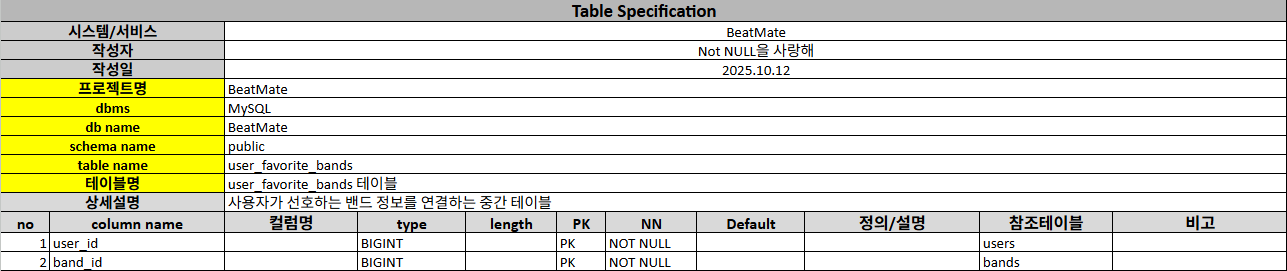 Table Specification
시스템/서비스 BeatMate
작성자 Not NULL을 사랑해
작성일 2025.10.12
프로젝트명 BeatMate
dbms MySQL
db name BeatMate
schema name public
table name user_favorite_bands
테이블명 user_favorite_bands 테이블
상세설명 사용자가 선호하는 밴드 정보를 연결하는 중간 테이블
no column name 컬럼명 type length PK NN Default 정의/설명 참조테이블 비고
1 user_id BIGINT PK NOT NULL users
2 band_id BIGINT PK NOT NULL bands